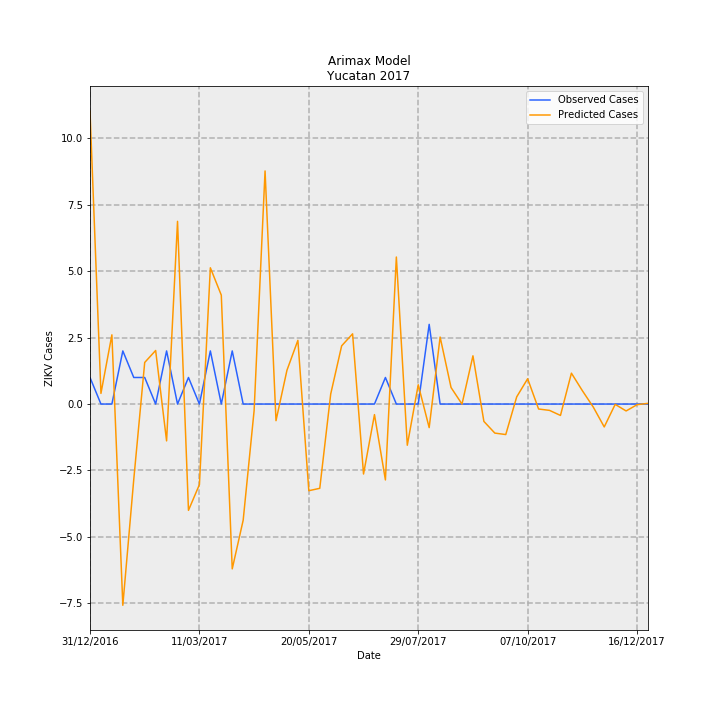 Arimax Model
Yucatan 2017
Observed Cases
Predicted Cases
10.0
7.5
5.0
2.5
0.0
−2.5
−5.0
−7.5
ZIKV Cases
31/12/2016 11/03/2017 20/05/2017 29/07/2017 07/10/2017 16/12/2017
Date